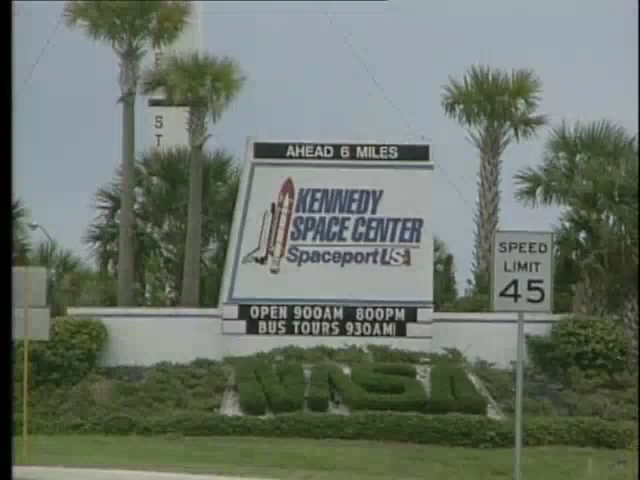 AHEAD 6 MILES
KENNEDY
SPACE CENTER
Spaceport USA
OPEN 900AM 800PM
BUS TOURS 930AM
SPEED
LIMIT
45
NASA